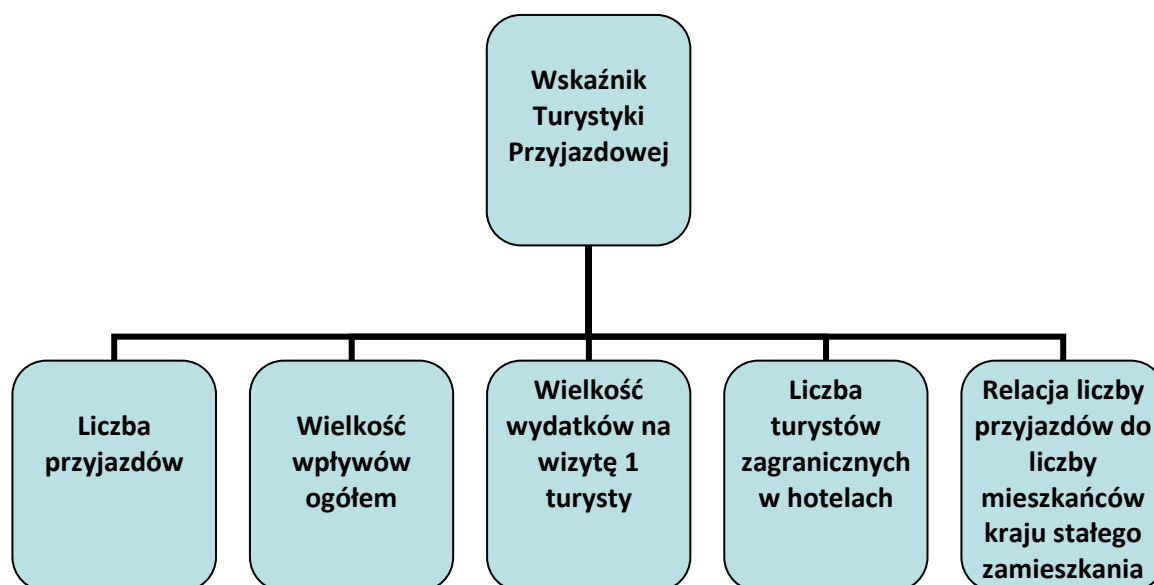 Wskaźnik
Turystyki
Przyjazdowej
Liczba
przyjazdów
Wielkość
wpływów
ogółem
Wielkość
wydatków na
wizytę 1
turysty
Liczba
turystów
zagranicznych
w hotelach
Relacja liczby
przyjazdów do
liczby
mieszkańców
kraju stałego
zamieszkania